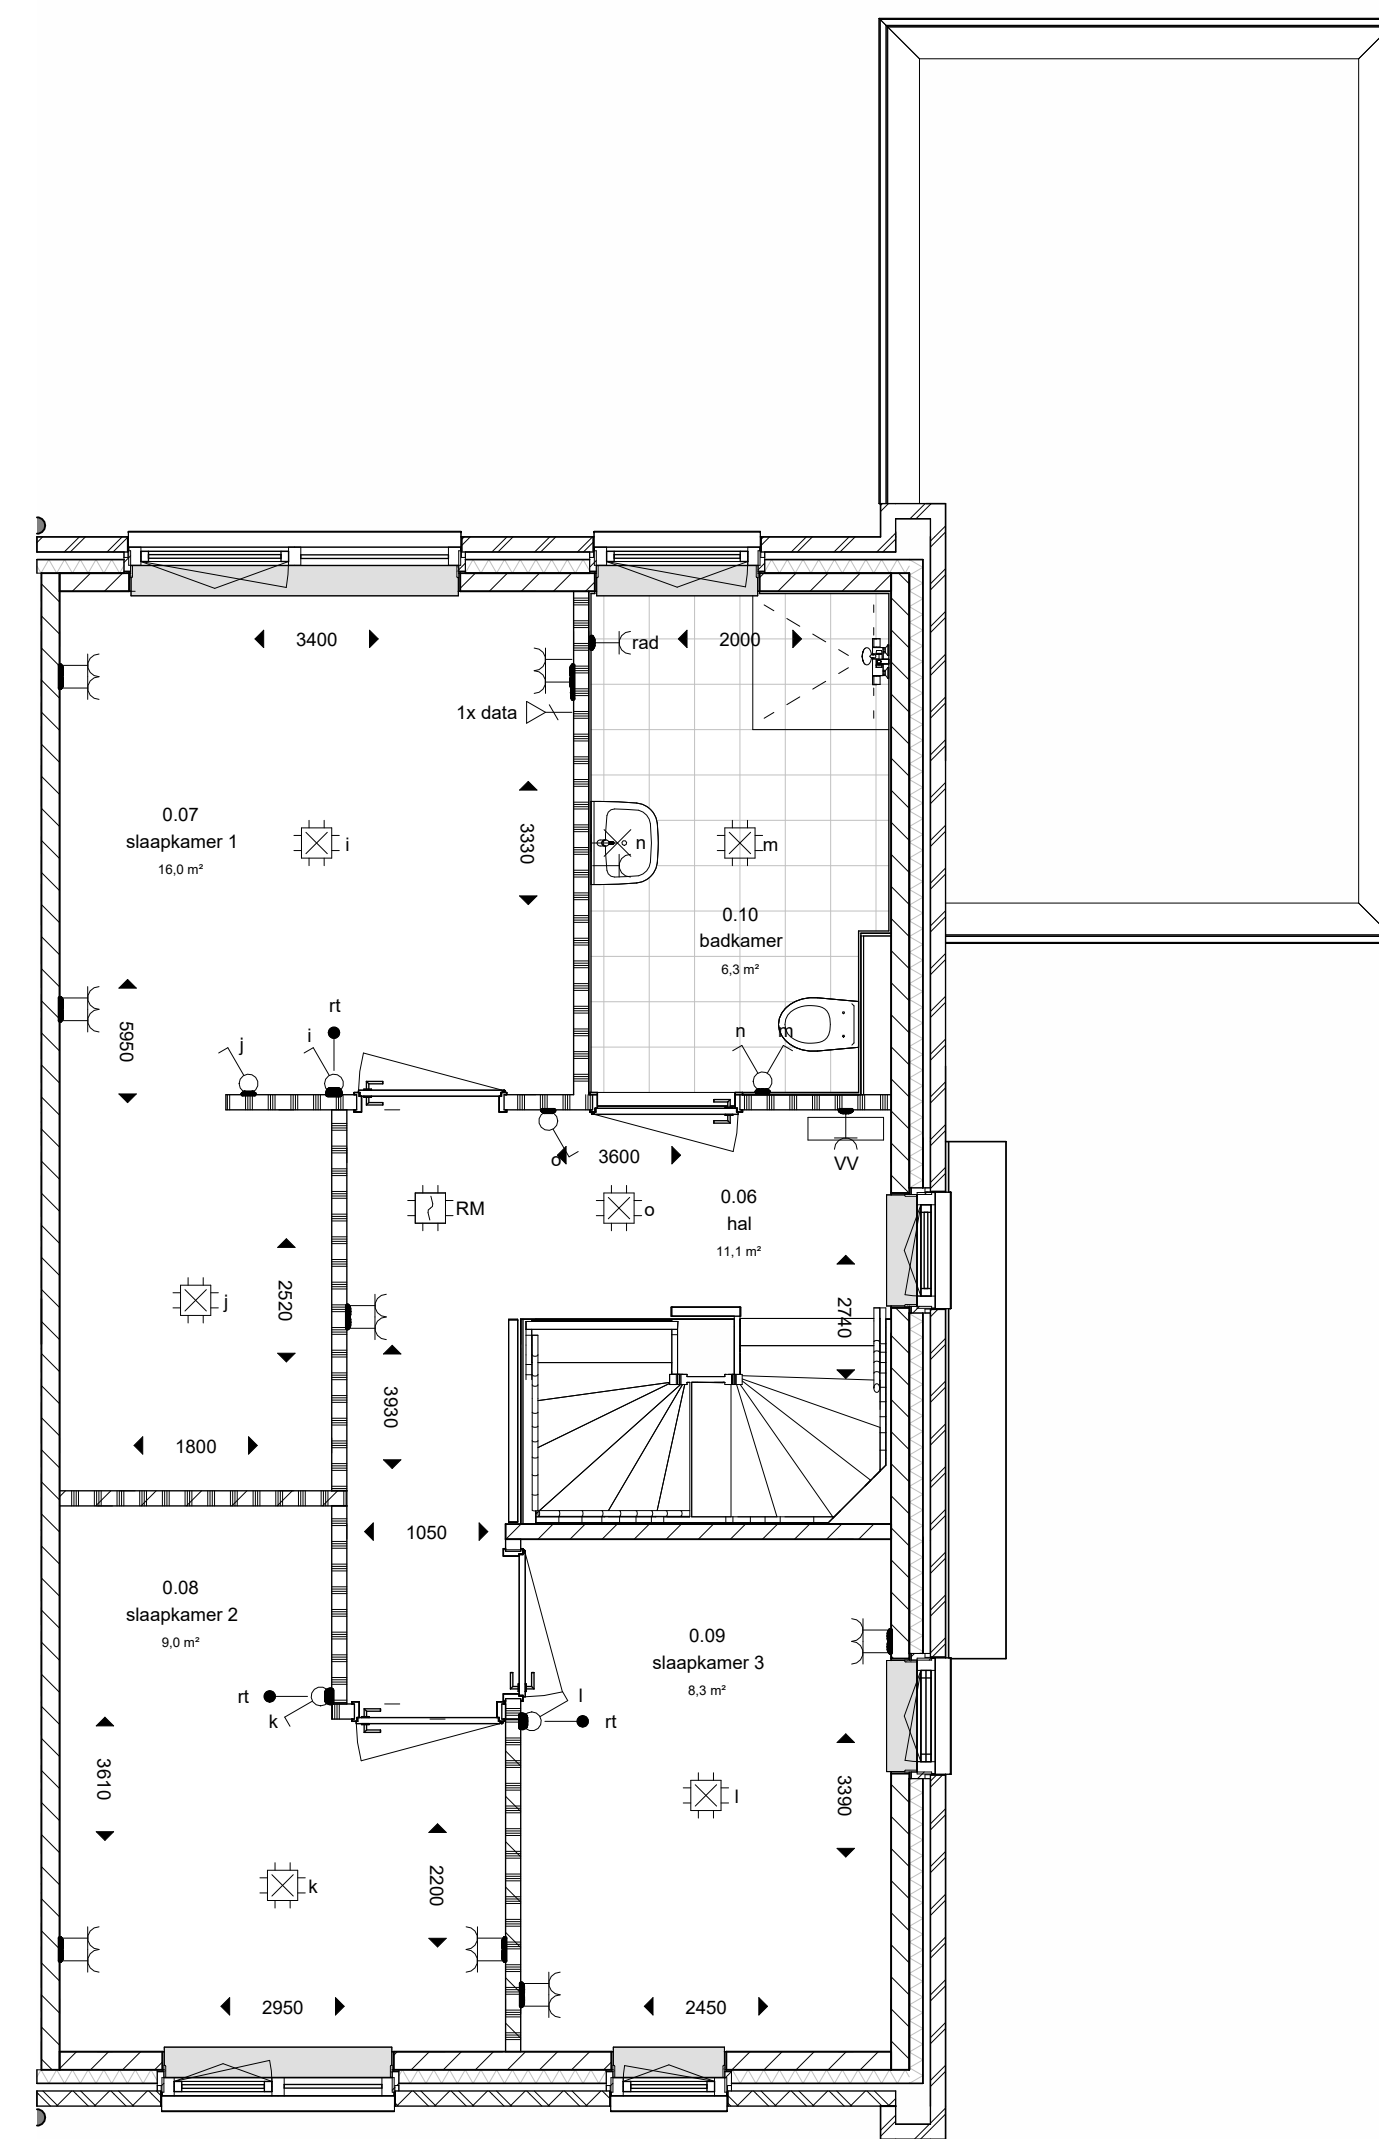 3400
rad
2000
1x data
0.07
slaapkamer 1
16,0 m²
i
3330
n
m
0.10
badkamer
6,3 m²
5950
j
i
rt
n
m
o
3600
VV
RM
o
0.06
hal
11,1 m²
j
2520
2740
3930
1800
1050
0.08
slaapkamer 2
9,0 m²
0.09
slaapkamer 3
8,3 m²
rt
k
l
rt
3610
l
3390
k
2200
2950
2450